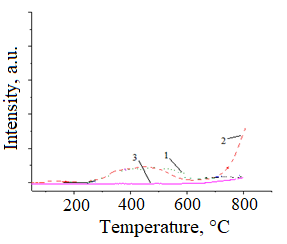 Intensity, a.u.
2
1
3
200 400 600 800
Temperature, °C